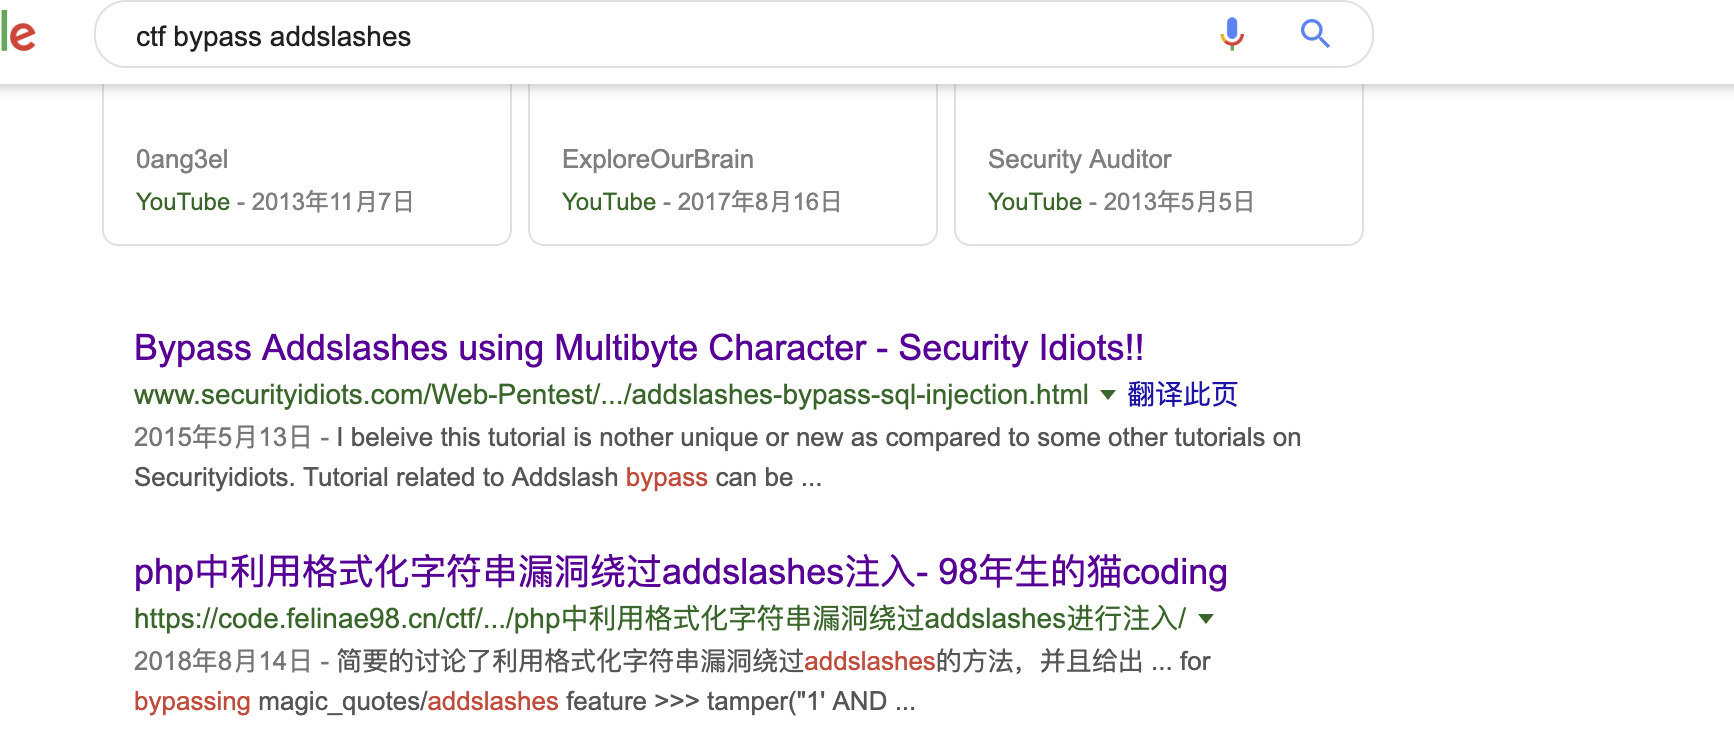 le
ctf bypass addslashes
0ang3el
YouTube - 2013年11月7日
ExploreOurBrain
YouTube - 2017年8月16日
Security Auditor
YouTube - 2013年5月5日
Bypass Addslashes using Multibyte Character - Security Idiots!!
www.securityidiots.com/Web-Pentest/.../addslashes-bypass-sql-injection.html ▼ 翻译此页
2015年5月13日 - I beleive this tutorial is nother unique or new as compared to some other tutorials on
Securityidiots. Tutorial related to Addslash bypass can be ...
php中利用格式化字符串漏洞绕过addslashes注入- 98年生的猫coding
https://code.felinae98.cn/ctf/.../php中利用格式化字符串漏洞绕过addslashes进行注入/ ▼
2018年8月14日 - 简要的讨论了利用格式化字符串漏洞绕过addslashes的方法，并且给出 ... for
bypassing magic_quotes/addslashes feature >>> tamper("1' AND ...